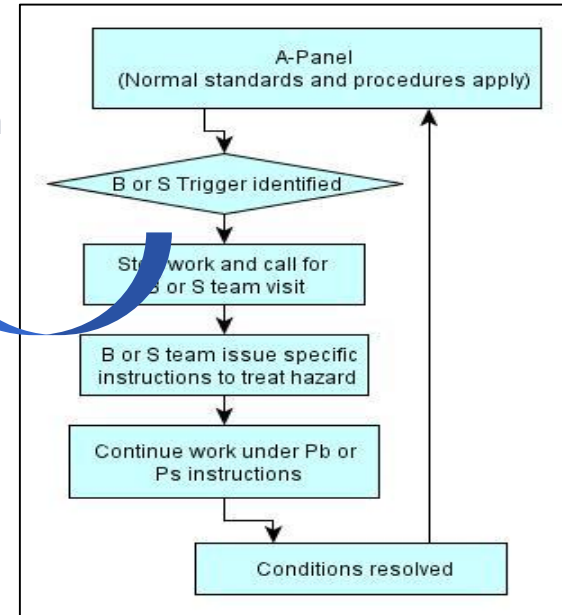 A-Panel
(Normal standards and procedures apply)
B or S Trigger identified
work and call for
or S team visit
B or S team issue specific
instructions to treat hazard
Continue work under Pb or
Ps instructions
Conditions resolved